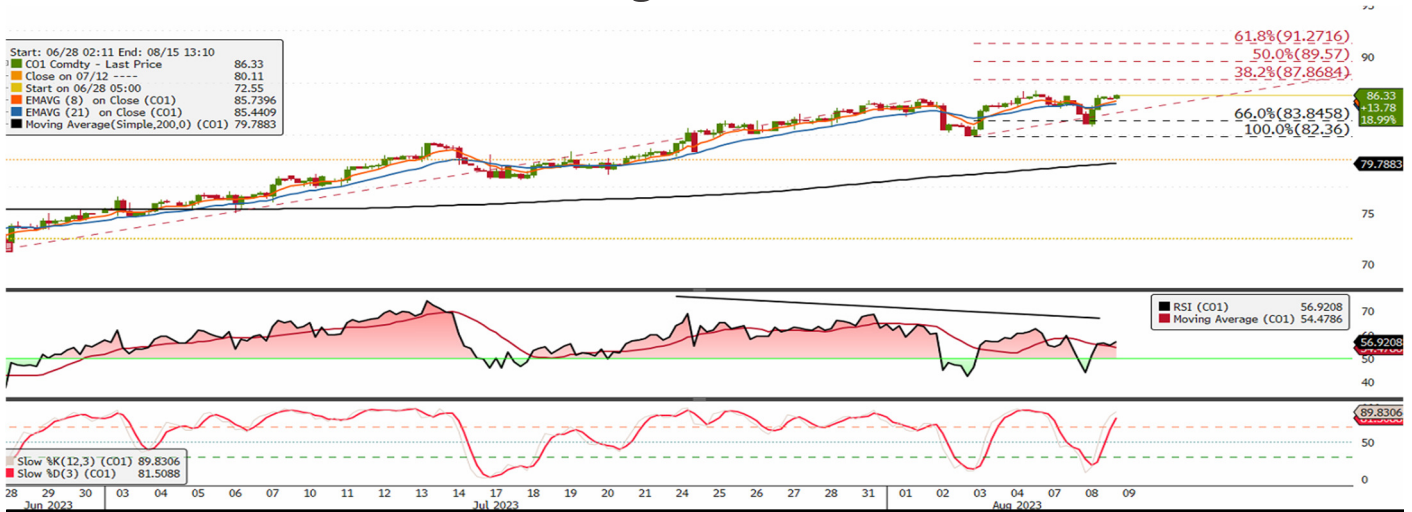 61.8%(91.2716)
50.0%(89.57)
38.2%(87.8684)
66.0%(83.8458)
100.0%(82.36)
Start: 06/28 02:11 End: 08/15 13:10
CO1 Comdty - Last Price 86.33
Close on 07/12 ---- 80.11
Start on 06/28 05:00 72.55
EMAVG (8) on Close (CO1) 85.7396
EMAVG (21) on Close (CO1) 85.4409
Moving Average(Simple,200,0) (CO1) 79.7883
90
86.33
+13.78
18.99%
79.7883
75
70
RSI (CO1) 56.9208
Moving Average (CO1) 54.4786
70
56.9208
50
40
89.8306
50
0
Slow %K(12,3) (CO1) 89.8306
Slow %D(3) (CO1) 81.5088
28 29 30 03 04 05 06 07 10 11 12 13 14 17 18 19 20 21 24 25 26 27 28 31 01 02 03 04 07 08 09
Jun 2023 Jul 2023 Aug 2023